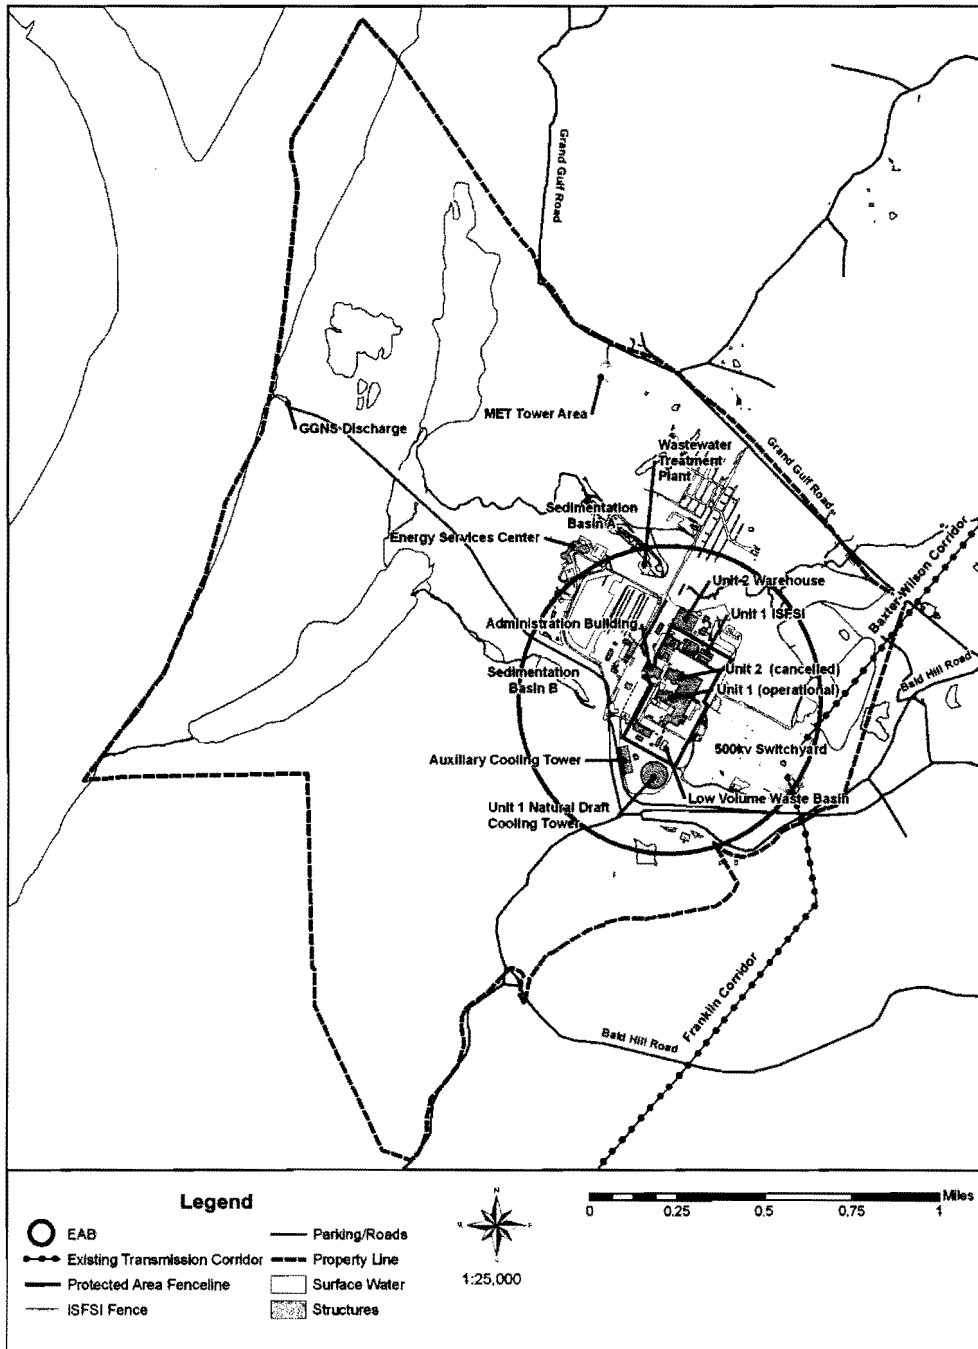 Grand Gulf Road
MET Tower Area
GGNS Discharge
Wastewater
Treatment
Plant
Grand Gulf Road
Sedimentation
Basin A
Energy Services Center
Baxter-Wilson Corridor
Unit 2 Warehouse
Unit 1 ISFSI
Administration Building
Unit 2 (cancelled)
Bald Hill Road
Sedimentation
Basin B
Unit 1 (operational)
500kv Switchyard
Auxiliary Cooling Tower
Low Volume Waste Basin
Unit 1 Natural Draft
Cooling Tower
Franklin Corridor
Bald Hill Road
Legend
EAB
Existing Transmission Corridor
Protected Area Fenceline
ISFSI Fence
Parking/Roads
Property Line
Surface Water
Structures
N
W E
S
1:25,000
Miles
0 0.25 0.5 0.75 1